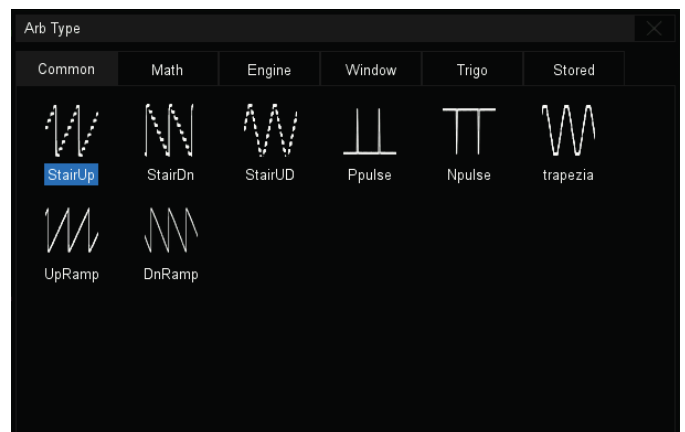 Arb Type
Common Math Engine Window Trigo Stored
StairUp StairDn StairUD Ppulse Npulse trapezia
UpRamp DnRamp